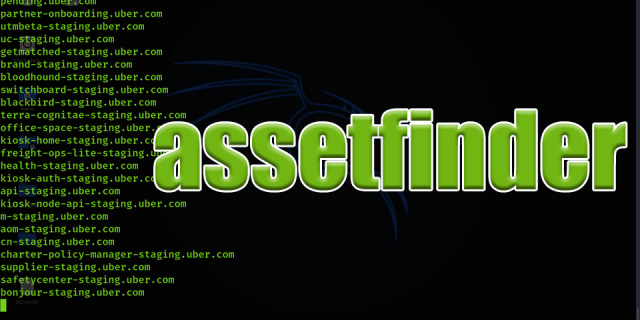 pending.uber.com
partner-onboarding.uber.com
utmbeta-staging.uber.com
uc-staging.uber.com
getmatched-staging.uber.com
brand-staging.uber.com
bloodhound-staging.uber.com
switchboard-staging.uber.com
blackbird-staging.uber.com
terra-cognitae-staging.uber.com
office-space-staging.uber.
kiosk-home-staging.uber.
freight-ops-lite-staging.u
health-staging.uber.com
kiosk-auth-staging.uber.c
api-staging.uber.com
kiosk-node-api-staging.uber.com
m-staging.uber.com
aom-staging.uber.com
cn-staging.uber.com
charter-policy-manager-staging.uber.com
supplier-staging.uber.com
safetycenter-staging.uber.com
bonjour-staging.uber.com
assetfinder